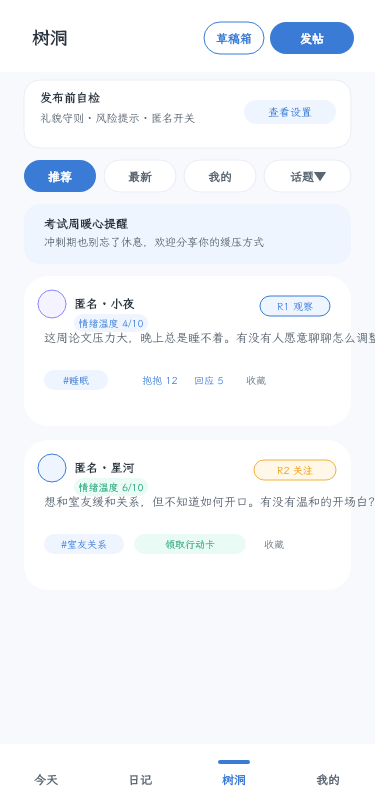 树洞
草稿箱
发帖
发布前自检
礼貌守则・风险提示・匿名开关
查看设置
推荐
最新
我的
话题▼
考试周暖心提醒
冲刺期也别忘了休息，欢迎分享你的缓压方式
匿名・小夜
R1 观察
情绪温度 4/10
这周论文压力大，晚上总是睡不着。有没有人愿意聊聊怎么调整
#睡眠
抱抱 12
回应 5
收藏
匿名・星河
R2 关注
情绪温度 6/10
想和室友缓和关系，但不知道如何开口。有没有温和的开场白？
#室友关系
领取行动卡
收藏
今天
日记
树洞
我的